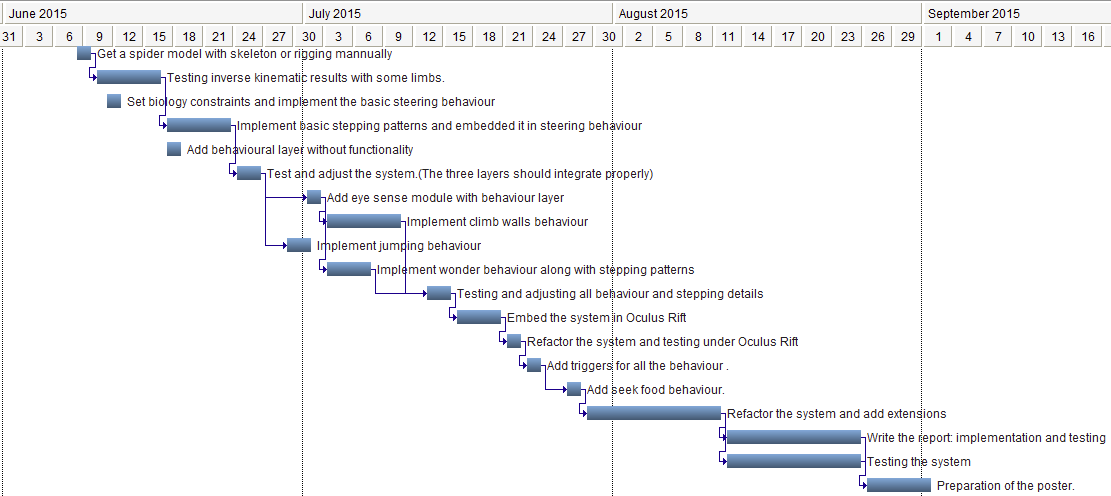 June 2015 July 2015 August 2015 September 2015
31 3 6 9 12 15 18 21 24 27 30 3 6 9 12 15 18 21 24 27 30 2 5 8 11 14 17 20 23 26 29 1 4 7 10 13 16
Get a spider model with skeleton or rigging mannually
Testing inverse kinematic results with some limbs.
Set biology constraints and implement the basic steering behaviour
Implement basic stepping patterns and embedded it in steering behaviour
Add behavioural layer without functionality
Test and adjust the system.(The three layers should integrate properly)
Add eye sense module with behaviour layer
Implement climb walls behaviour
Implement jumping behaviour
Implement wonder behaviour along with stepping patterns
Testing and adjusting all behaviour and stepping details
Embed the system in Oculus Rift
Refactor the system and testing under Oculus Rift
Add triggers for all the behaviour .
Add seek food behaviour.
Refactor the system and add extensions
Write the report: implementation and testing
Testing the system
Preparation of the poster.